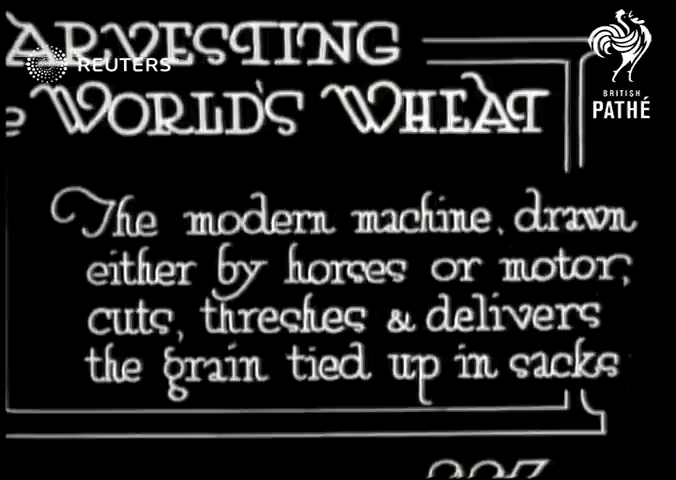 ARVESTING
e WORLD'S WHEAT
REUTERS
BRITISH
PATHÉ
The modern machine, drawn
either by horses or motor,
cuts, threshes & delivers
the grain tied up in sacks